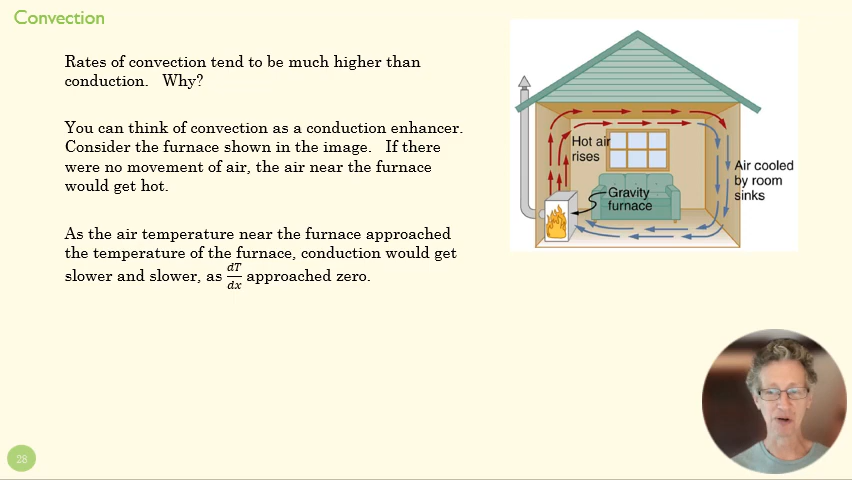 Convection
Rates of convection tend to be much higher than
conduction.   Why?
You can think of convection as a conduction enhancer.
Consider the furnace shown in the image.   If there
were no movement of air, the air near the furnace
would get hot.
As the air temperature near the furnace approached
the temperature of the furnace, conduction would get
slower and slower, as dT/dx approached zero.
Hot air
rises
Gravity
furnace
Air cooled
by room
sinks
28